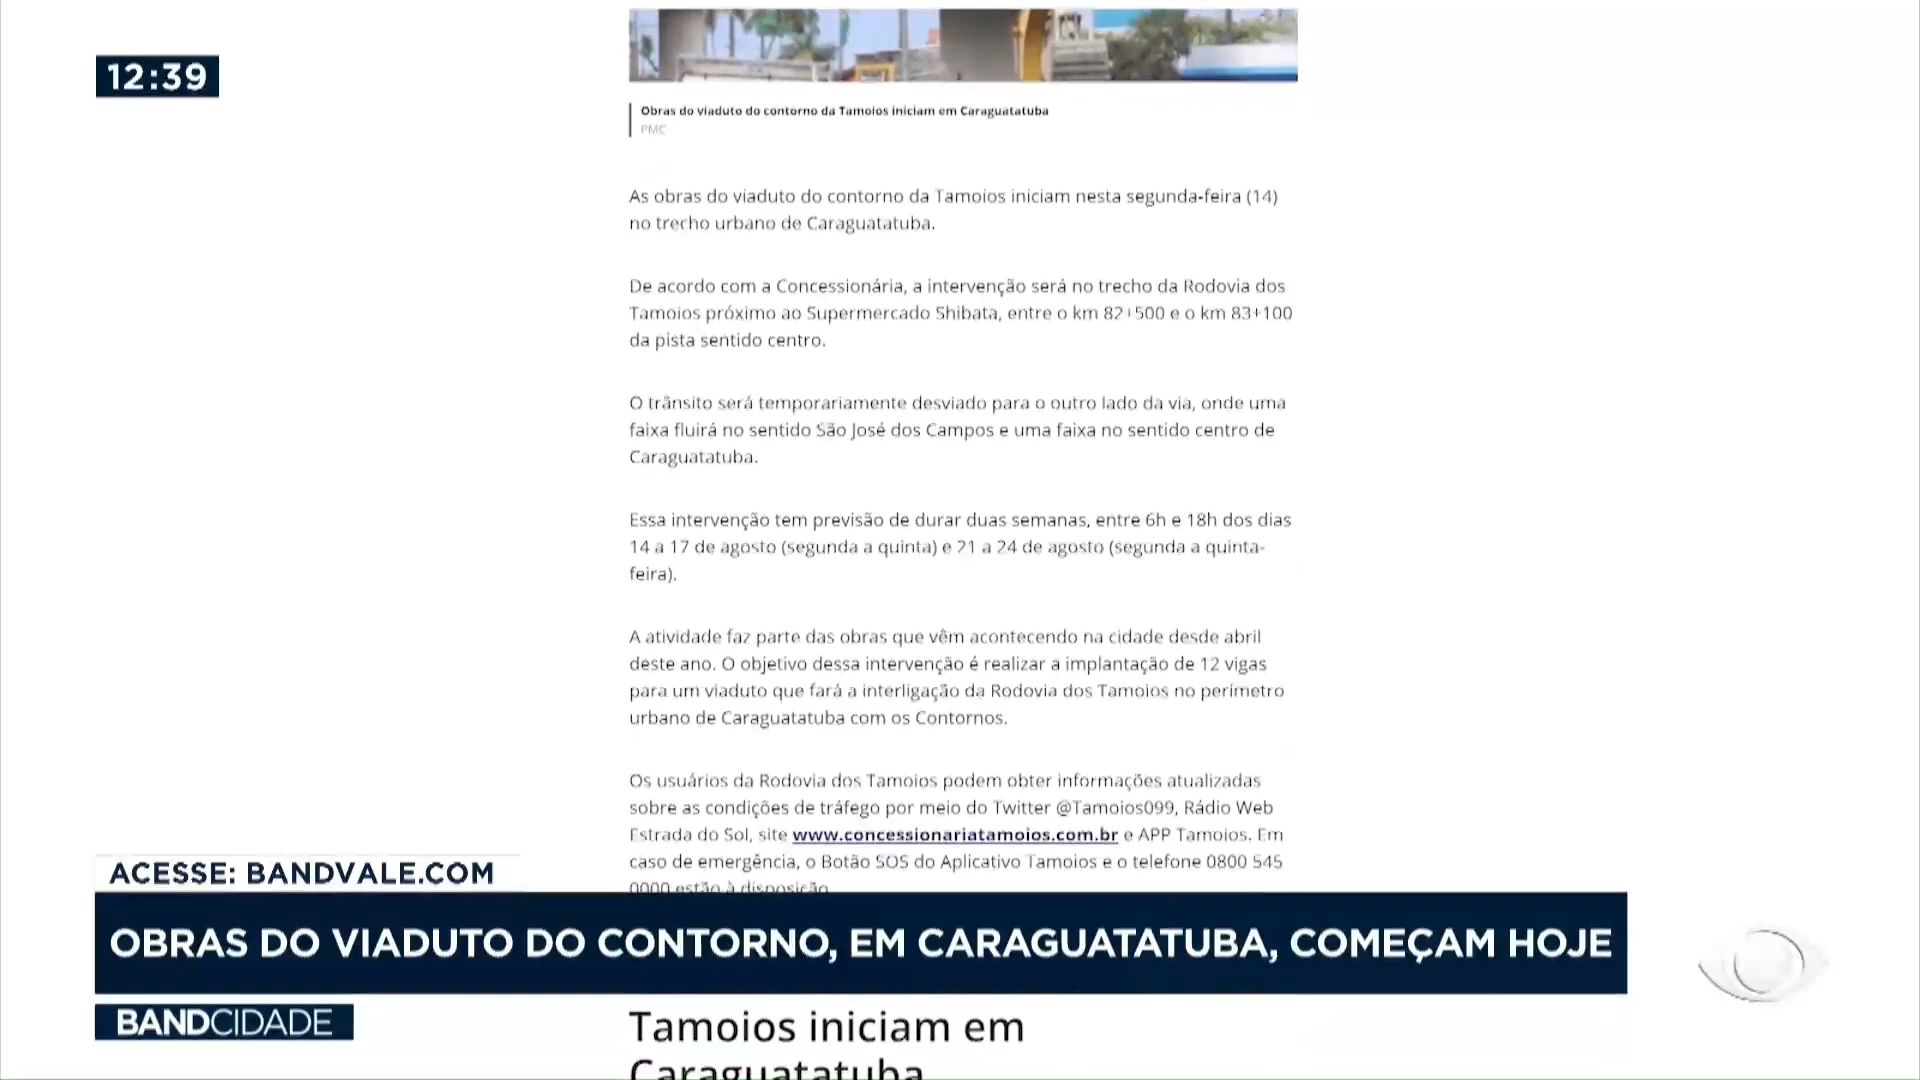 12:39
Obras do viaduto do contorno da Tamoios iniciam em Caraguatatuba
PMC
As obras do viaduto do contorno da Tamoios iniciam nesta segunda-feira (14)
no trecho urbano de Caraguatatuba.
De acordo com a Concessionária, a intervenção será no trecho da Rodovia dos
Tamoios próximo ao Supermercado Shibata, entre o km 82+500 e o km 83+100
da pista sentido centro.
O trânsito será temporariamente desviado para o outro lado da via, onde uma
faixa fluirá no sentido São José dos Campos e uma faixa no sentido centro de
Caraguatatuba.
Essa intervenção tem previsão de durar duas semanas, entre 6h e 18h dos dias
14 a 17 de agosto (segunda a quinta) e 21 a 24 de agosto (segunda a quinta-
feira).
A atividade faz parte das obras que vêm acontecendo na cidade desde abril
deste ano. O objetivo dessa intervenção é realizar a implantação de 12 vigas
para um viaduto que fará a interligação da Rodovia dos Tamoios no perímetro
urbano de Caraguatatuba com os Contornos.
Os usuários da Rodovia dos Tamoios podem obter informações atualizadas
sobre as condições de tráfego por meio do Twitter @Tamoios099, Rádio Web
Estrada do Sol, site www.concessionariatamoios.com.br e APP Tamoios. Em
caso de emergência, o Botão SOS do Aplicativo Tamoios e o telefone 0800 545
0000 estão à disposição
ACESSE: BANDVALE.COM
OBRAS DO VIADUTO DO CONTORNO, EM CARAGUATATUBA, COMEÇAM HOJE
BANDCIDADE
Tamoios iniciam em
Caraguatatuba